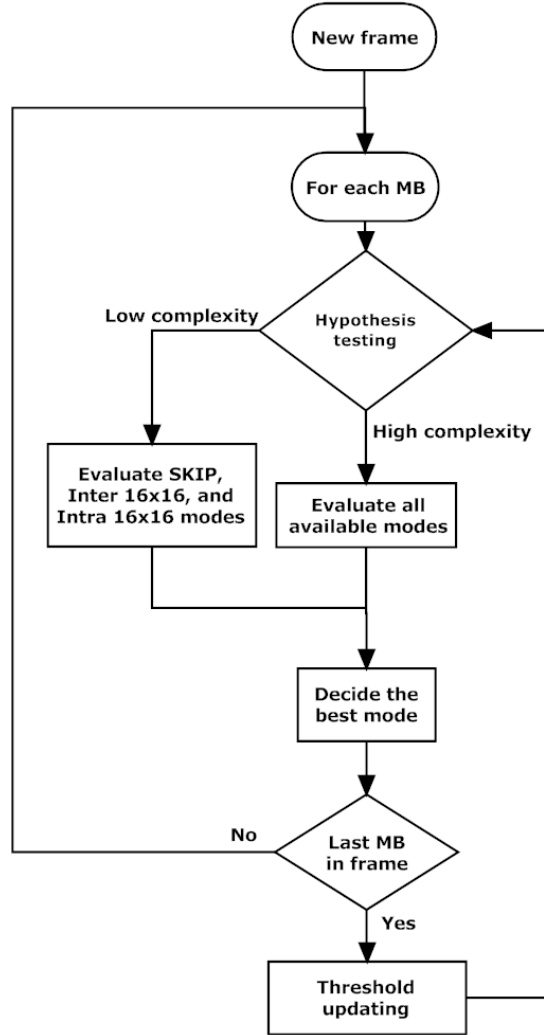 New frame
For each MB
Low complexity
Hypothesis
testing
High complexity
Evaluate SKIP,
Inter 16x16, and
Intra 16x16 modes
Evaluate all
available modes
Decide the
best mode
No
Last MB
in frame
Yes
Threshold
updating